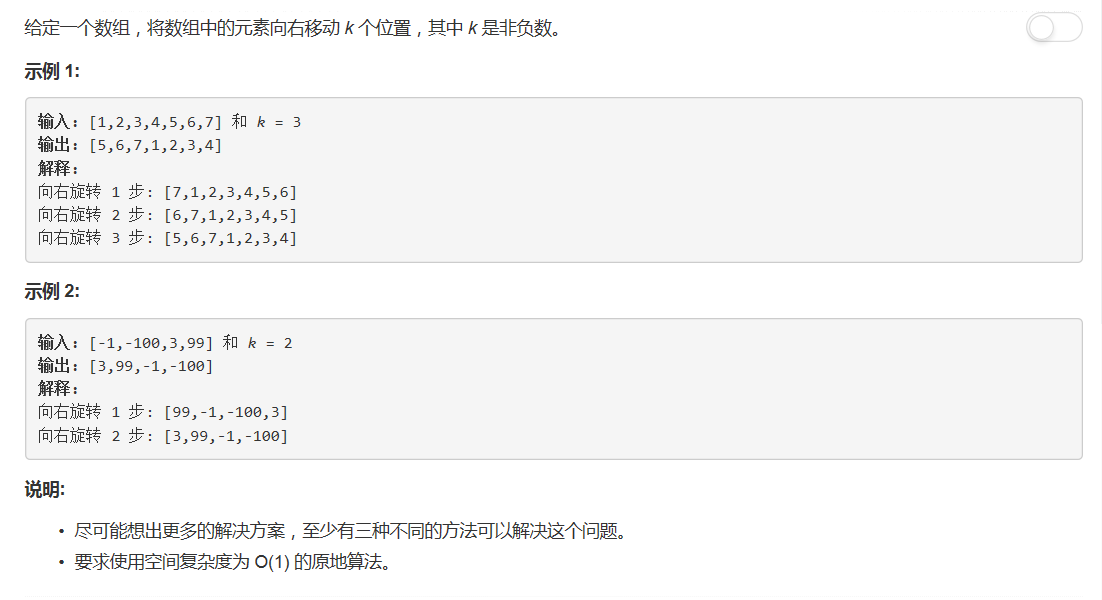 给定一个数组，将数组中的元素向右移动 k 个位置，其中 k 是非负数。
示例 1:
输入: [1,2,3,4,5,6,7] 和 k = 3
输出: [5,6,7,1,2,3,4]
解释:
向右旋转 1 步: [7,1,2,3,4,5,6]
向右旋转 2 步: [6,7,1,2,3,4,5]
向右旋转 3 步: [5,6,7,1,2,3,4]
示例 2:
输入: [-1,-100,3,99] 和 k = 2
输出: [3,99,-1,-100]
解释:
向右旋转 1 步: [99,-1,-100,3]
向右旋转 2 步: [3,99,-1,-100]
说明:
• 尽可能想出更多的解决方案，至少有三种不同的方法可以解决这个问题。
• 要求使用空间复杂度为 O(1) 的原地算法。